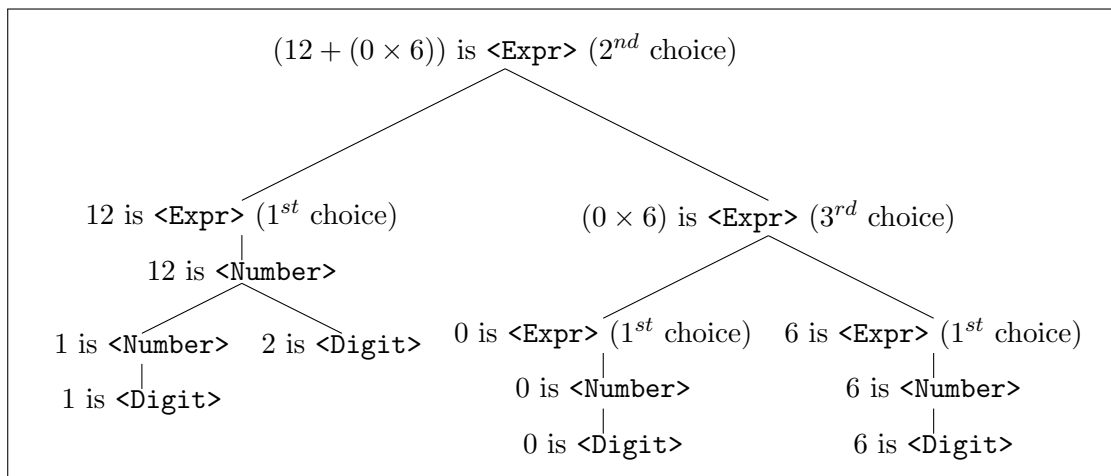 (12 + (0 × 6)) is <Expr> (2nd choice)
12 is <Expr> (1st choice) (0 × 6) is <Expr> (3rd choice)
12 is <Number>
1 is <Number> 2 is <Digit> 0 is <Expr> (1st choice) 6 is <Expr> (1st choice)
1 is <Digit> 0 is <Number> 6 is <Number>
0 is <Digit> 6 is <Digit>